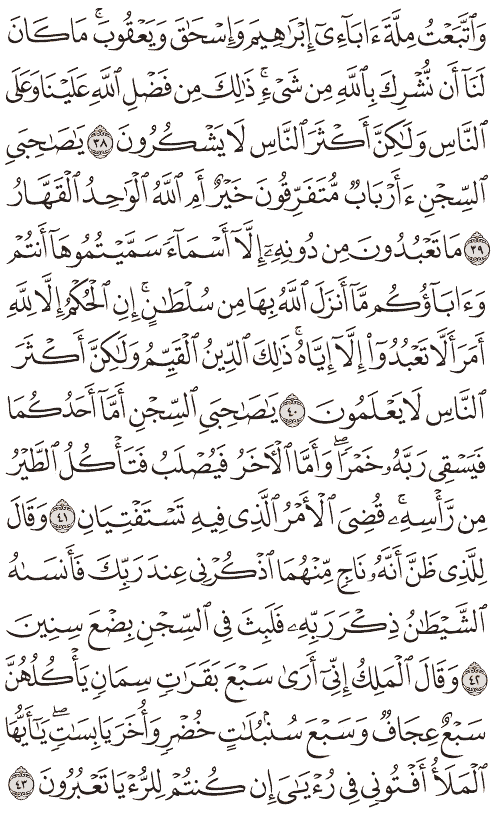 وَٱتَّبَعۡتُ مِلَّةَ ءَابَآءِيٓ إِبۡرَٰهِيمَ وَإِسۡحَٰقَ وَيَعۡقُوبَۚ مَا كَانَ
لَنَآ أَن نُّشۡرِكَ بِٱللَّهِ مِن شَيۡءٖۚ ذَٰلِكَ مِن فَضۡلِ ٱللَّهِ عَلَيۡنَا وَعَلَى
ٱلنَّاسِ وَلَٰكِنَّ أَكۡثَرَ ٱلنَّاسِ لَا يَشۡكُرُونَ ٣٨ يَٰصَٰحِبَيِ
ٱلسِّجۡنِ ءَأَرۡبَابٞ مُّتَفَرِّقُونَ خَيۡرٌ أَمِ ٱللَّهُ ٱلۡوَٰحِدُ ٱلۡقَهَّارُ
٣٩ مَا تَعۡبُدُونَ مِن دُونِهِۦٓ إِلَّآ أَسۡمَآءٗ سَمَّيۡتُمُوهَآ أَنتُمۡ
وَءَابَآؤُكُم مَّآ أَنزَلَ ٱللَّهُ بِهَا مِن سُلۡطَٰنٍۚ إِنِ ٱلۡحُكۡمُ إِلَّا لِلَّهِ
أَمَرَ أَلَّا تَعۡبُدُوٓاْ إِلَّآ إِيَّاهُۚ ذَٰلِكَ ٱلدِّينُ ٱلۡقَيِّمُ وَلَٰكِنَّ أَكۡثَرَ
ٱلنَّاسِ لَا يَعۡلَمُونَ ٤٠ يَٰصَٰحِبَيِ ٱلسِّجۡنِ أَمَّآ أَحَدُكُمَا
فَيَسۡقِي رَبَّهُۥ خَمۡرٗاۖ وَأَمَّا ٱلۡأٓخَرُ فَيُصۡلَبُ فَتَأۡكُلُ ٱلطَّيۡرُ
مِن رَّأۡسِهِۦۚ قُضِيَ ٱلۡأَمۡرُ ٱلَّذِي فِيهِ تَسۡتَفۡتِيَانِ ٤١ وَقَالَ
لِلَّذِي ظَنَّ أَنَّهُۥ نَاجٖ مِّنۡهُمَا ٱذۡكُرۡنِي عِندَ رَبِّكَ فَأَنسَىٰهُ
ٱلشَّيۡطَٰنُ ذِكۡرَ رَبِّهِۦ فَلَبِثَ فِي ٱلسِّجۡنِ بِضۡعَ سِنِينَ
٤٢ وَقَالَ ٱلۡمَلِكُ إِنِّيٓ أَرَىٰ سَبۡعَ بَقَرَٰتٖ سِمَانٖ يَأۡكُلُهُنَّ
سَبۡعٌ عِجَافٞ وَسَبۡعَ سُنۢبُلَٰتٍ خُضۡرٖ وَأُخَرَ يَابِسَٰتٖۖ يَٰٓأَيُّهَا
ٱلۡمَلَأُ أَفۡتُونِي فِي رُءۡيَٰيَ إِن كُنتُمۡ لِلرُّءۡيَا تَعۡبُرُونَ ٤٣